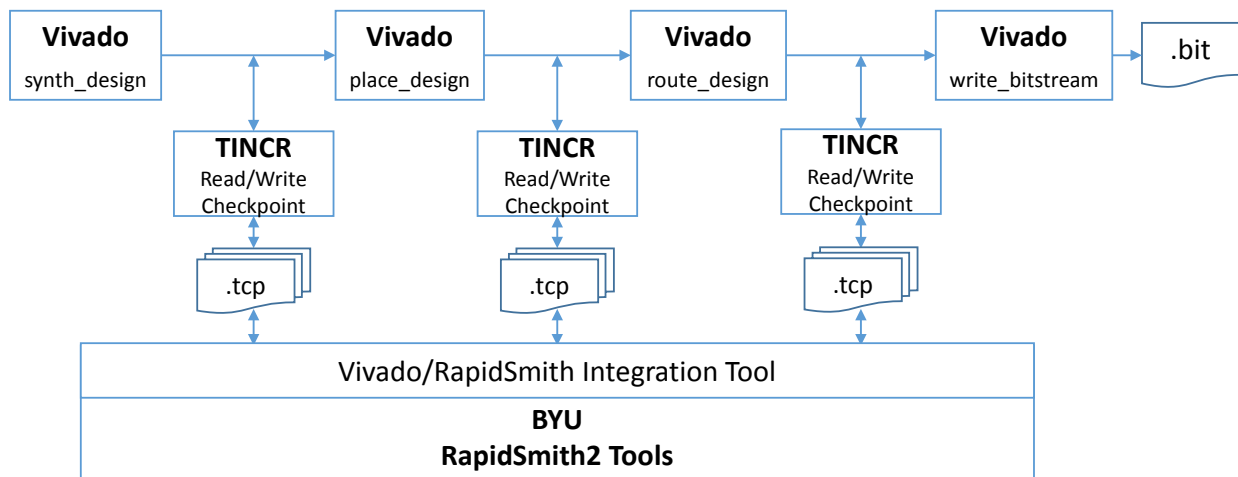 Vivado
synth_design
Vivado
place_design
Vivado
route_design
Vivado
write_bitstream
.bit
TINCR
Read/Write
Checkpoint
TINCR
Read/Write
Checkpoint
TINCR
Read/Write
Checkpoint
.tcp
.tcp
.tcp
Vivado/RapidSmith Integration Tool
BYU
RapidSmith2 Tools